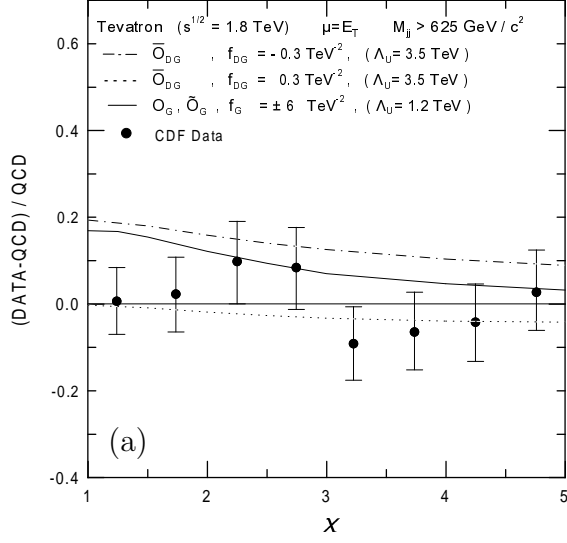 Tevatron (s^1/2 = 1.8 TeV) μ=E_T M_jj > 625 GeV / c^2
O̅_DG , f_DG = - 0.3 TeV^-2 , ( Λ_U= 3.5 TeV )
O̅_DG , f_DG = 0.3 TeV^-2 , ( Λ_U= 3.5 TeV )
O_G , Õ_G , f_G = ± 6 TeV^-2 , ( Λ_U= 1.2 TeV )
CDF Data
(DATA-QCD) / QCD
0.6
0.4
0.2
0.0
-0.2
-0.4
(a)
1 2 3 4 5
χ